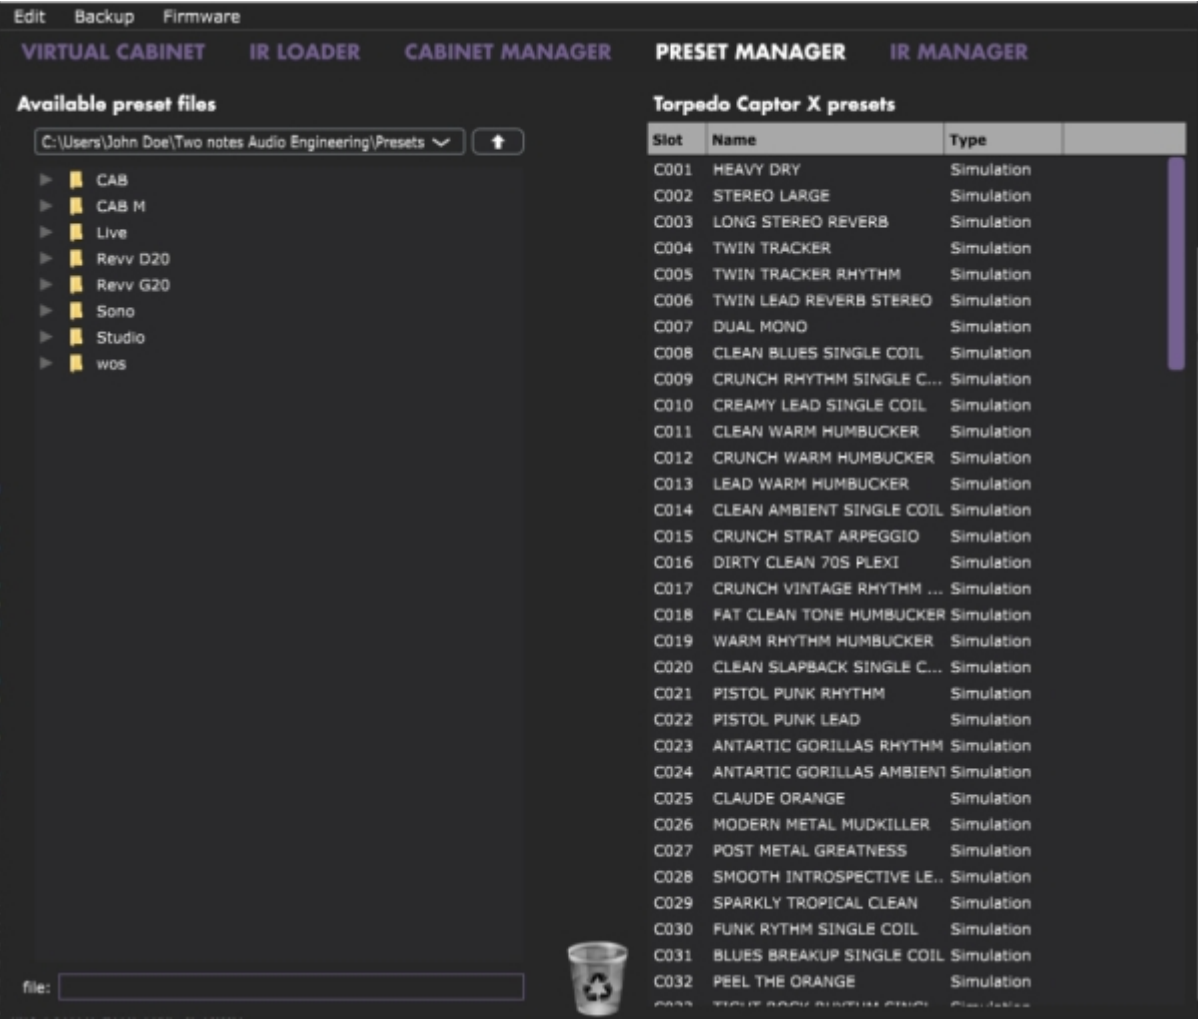 Edit Backup Firmware
VIRTUAL CABINET IR LOADER CABINET MANAGER PRESET MANAGER IR MANAGER
Available preset files
C:\Users\John Doe\Two notes Audio Engineering\Presets
CAB
CAB M
Live
Revv D20
Revv G20
Sono
Studio
wos
file:
Torpedo Captor X presets
Slot Name Type
C001 HEAVY DRY Simulation
C002 STEREO LARGE Simulation
C003 LONG STEREO REVERB Simulation
C004 TWIN TRACKER Simulation
C005 TWIN TRACKER RHYTHM Simulation
C006 TWIN LEAD REVERB STEREO Simulation
C007 DUAL MONO Simulation
C008 CLEAN BLUES SINGLE COIL Simulation
C009 CRUNCH RHYTHM SINGLE C... Simulation
C010 CREAMY LEAD SINGLE COIL Simulation
C011 CLEAN WARM HUMBUCKER Simulation
C012 CRUNCH WARM HUMBUCKER Simulation
C013 LEAD WARM HUMBUCKER Simulation
C014 CLEAN AMBIENT SINGLE COIL Simulation
C015 CRUNCH STRAT ARPEGGIO Simulation
C016 DIRTY CLEAN 70S PLEXI Simulation
C017 CRUNCH VINTAGE RHYTHM ... Simulation
C018 FAT CLEAN TONE HUMBUCKER Simulation
C019 WARM RHYTHM HUMBUCKER Simulation
C020 CLEAN SLAPBACK SINGLE C... Simulation
C021 PISTOL PUNK RHYTHM Simulation
C022 PISTOL PUNK LEAD Simulation
C023 ANTARTIC GORILLAS RHYTHM Simulation
C024 ANTARTIC GORILLAS AMBIENT Simulation
C025 CLAUDE ORANGE Simulation
C026 MODERN METAL MUDKILLER Simulation
C027 POST METAL GREATNESS Simulation
C028 SMOOTH INTROSPECTIVE LE.. Simulation
C029 SPARKLY TROPICAL CLEAN Simulation
C030 FUNK RYTHM SINGLE COIL Simulation
C031 BLUES BREAKUP SINGLE COIL Simulation
C032 PEEL THE ORANGE Simulation